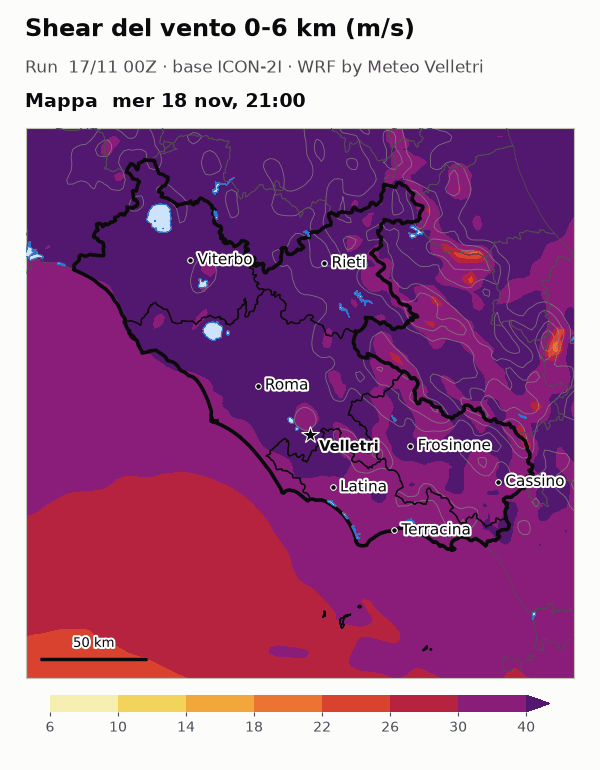 Shear del vento 0-6 km (m/s)
Run  17/11 00Z · base ICON-2I · WRF by Meteo Velletri
Mappa  mer 18 nov, 21:00
Viterbo
Rieti
Roma
Velletri
Frosinone
Latina
Cassino
Terracina
50 km
6 10 14 18 22 26 30 40